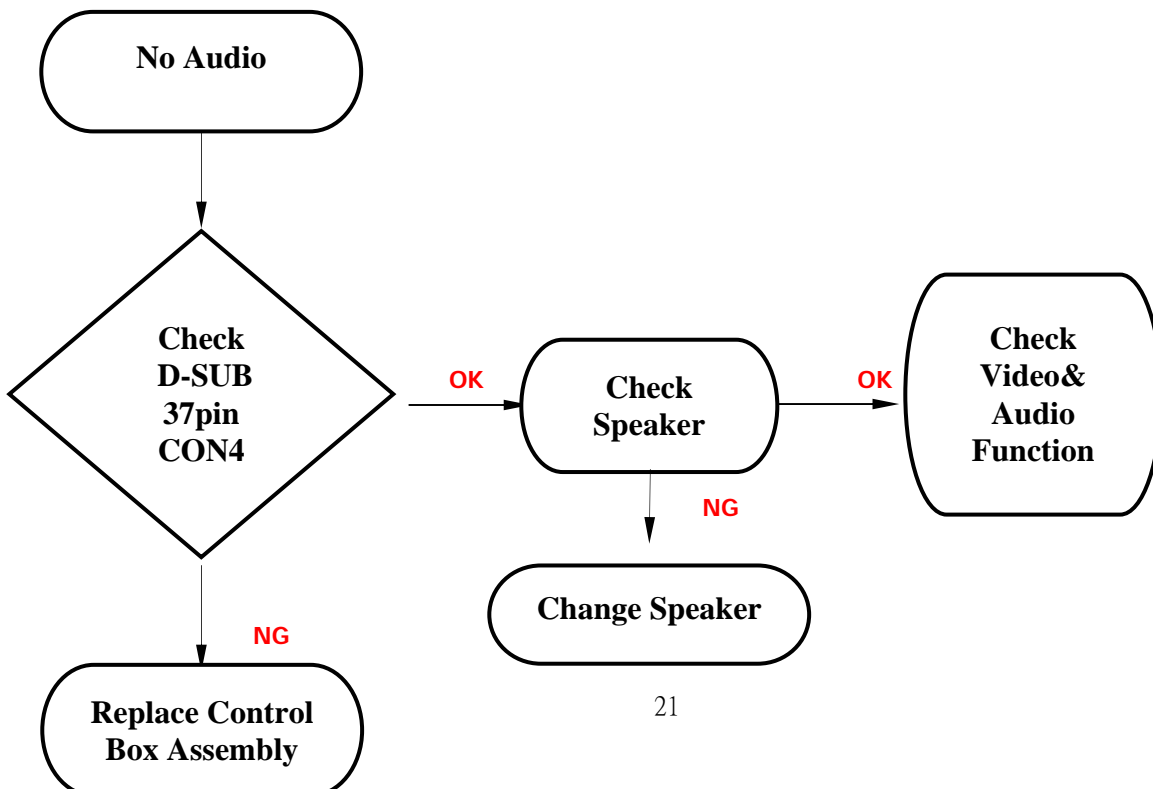 No Audio
Check
D-SUB
37pin
CON4
OK
Check
Speaker
OK
Check
Video&
Audio
Function
NG
Change Speaker
NG
Replace Control
Box Assembly
21